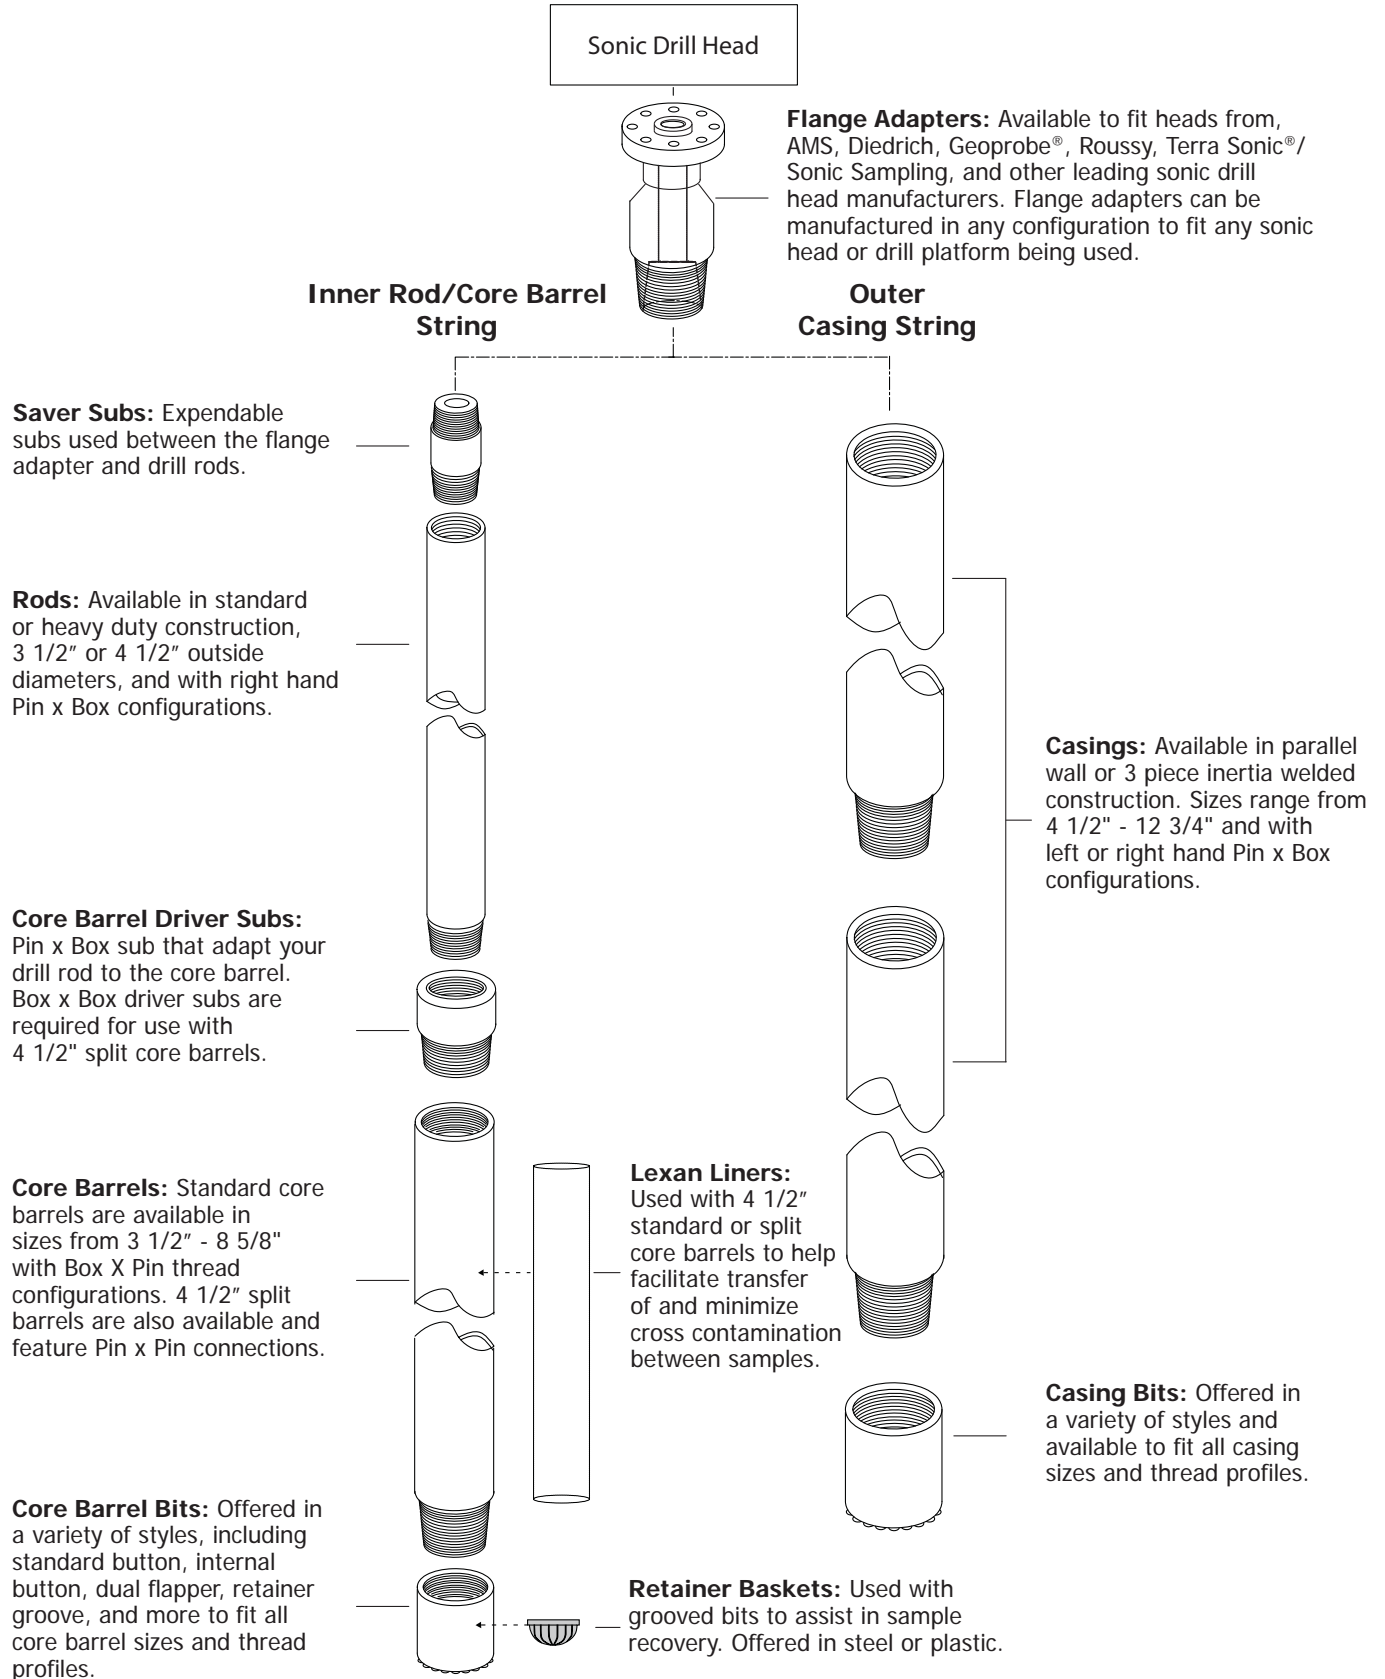 Sonic Drill Head
Flange Adapters: Available to fit heads from,
AMS, Diedrich, Geoprobe®, Roussy, Terra Sonic®/
Sonic Sampling, and other leading sonic drill
head manufacturers. Flange adapters can be
manufactured in any configuration to fit any sonic
head or drill platform being used.
Inner Rod/Core Barrel
String
Outer
Casing String
Saver Subs: Expendable
subs used between the flange
adapter and drill rods.
Rods: Available in standard
or heavy duty construction,
3 1/2″ or 4 1/2″ outside
diameters, and with right hand
Pin x Box configurations.
Casings: Available in parallel
wall or 3 piece inertia welded
construction. Sizes range from
4 1/2" - 12 3/4" and with
left or right hand Pin x Box
configurations.
Core Barrel Driver Subs:
Pin x Box sub that adapt your
drill rod to the core barrel.
Box x Box driver subs are
required for use with
4 1/2" split core barrels.
Core Barrels: Standard core
barrels are available in
sizes from 3 1/2″ - 8 5/8"
with Box X Pin thread
configurations. 4 1/2″ split
barrels are also available and
feature Pin x Pin connections.
Lexan Liners:
Used with 4 1/2″
standard or split
core barrels to help
facilitate transfer
of and minimize
cross contamination
between samples.
Casing Bits: Offered in
a variety of styles and
available to fit all casing
sizes and thread profiles.
Core Barrel Bits: Offered in
a variety of styles, including
standard button, internal
button, dual flapper, retainer
groove, and more to fit all
core barrel sizes and thread
profiles.
Retainer Baskets: Used with
grooved bits to assist in sample
recovery. Offered in steel or plastic.